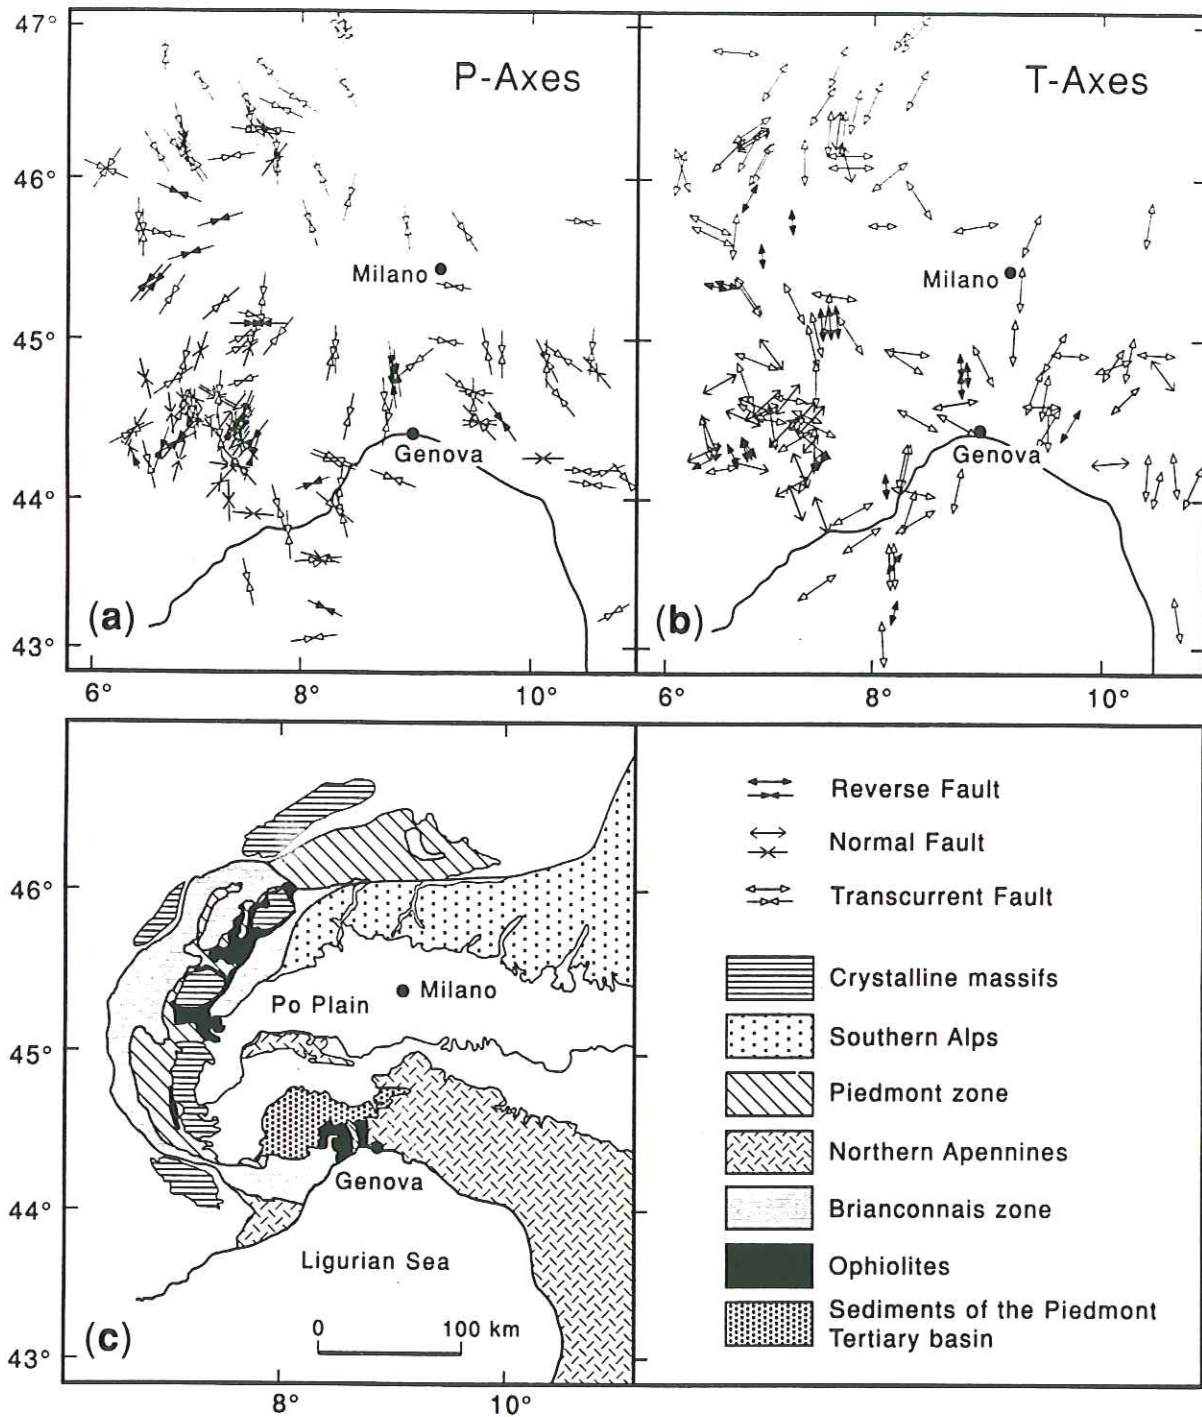 47°
46°
45°
44°
43°
P-Axes
Milano
Genova
(a)
6°
8°
10°
T-Axes
Milano
Genova
(b)
6°
8°
10°
46°
45°
44°
43°
Po Plain
Milano
Genova
Ligurian Sea
0
100 km
(c)
8°
10°
Reverse Fault
Normal Fault
Transcurrent Fault
Crystalline massifs
Southern Alps
Piedmont zone
Northern Apennines
Brianconnais zone
Ophiolites
Sediments of the Piedmont
Tertiary basin